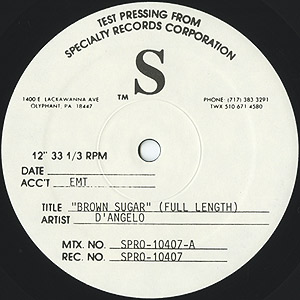 TEST PRESSING FROM
SPECIALTY RECORDS CORPORATION
S
TM
1400 E. LACKAWANNA AVE
OLYPHANT, PA. 18447
PHONE: (717) 383 3291
TWX 510 671 4580
12" 33 1/3 RPM
DATE
ACC'T EMT
TITLE "BROWN SUGAR" (FULL LENGTH)
ARTIST D'ANGELO
MTX. NO. SPRO-10407-A
REC. NO. SPRO-10407